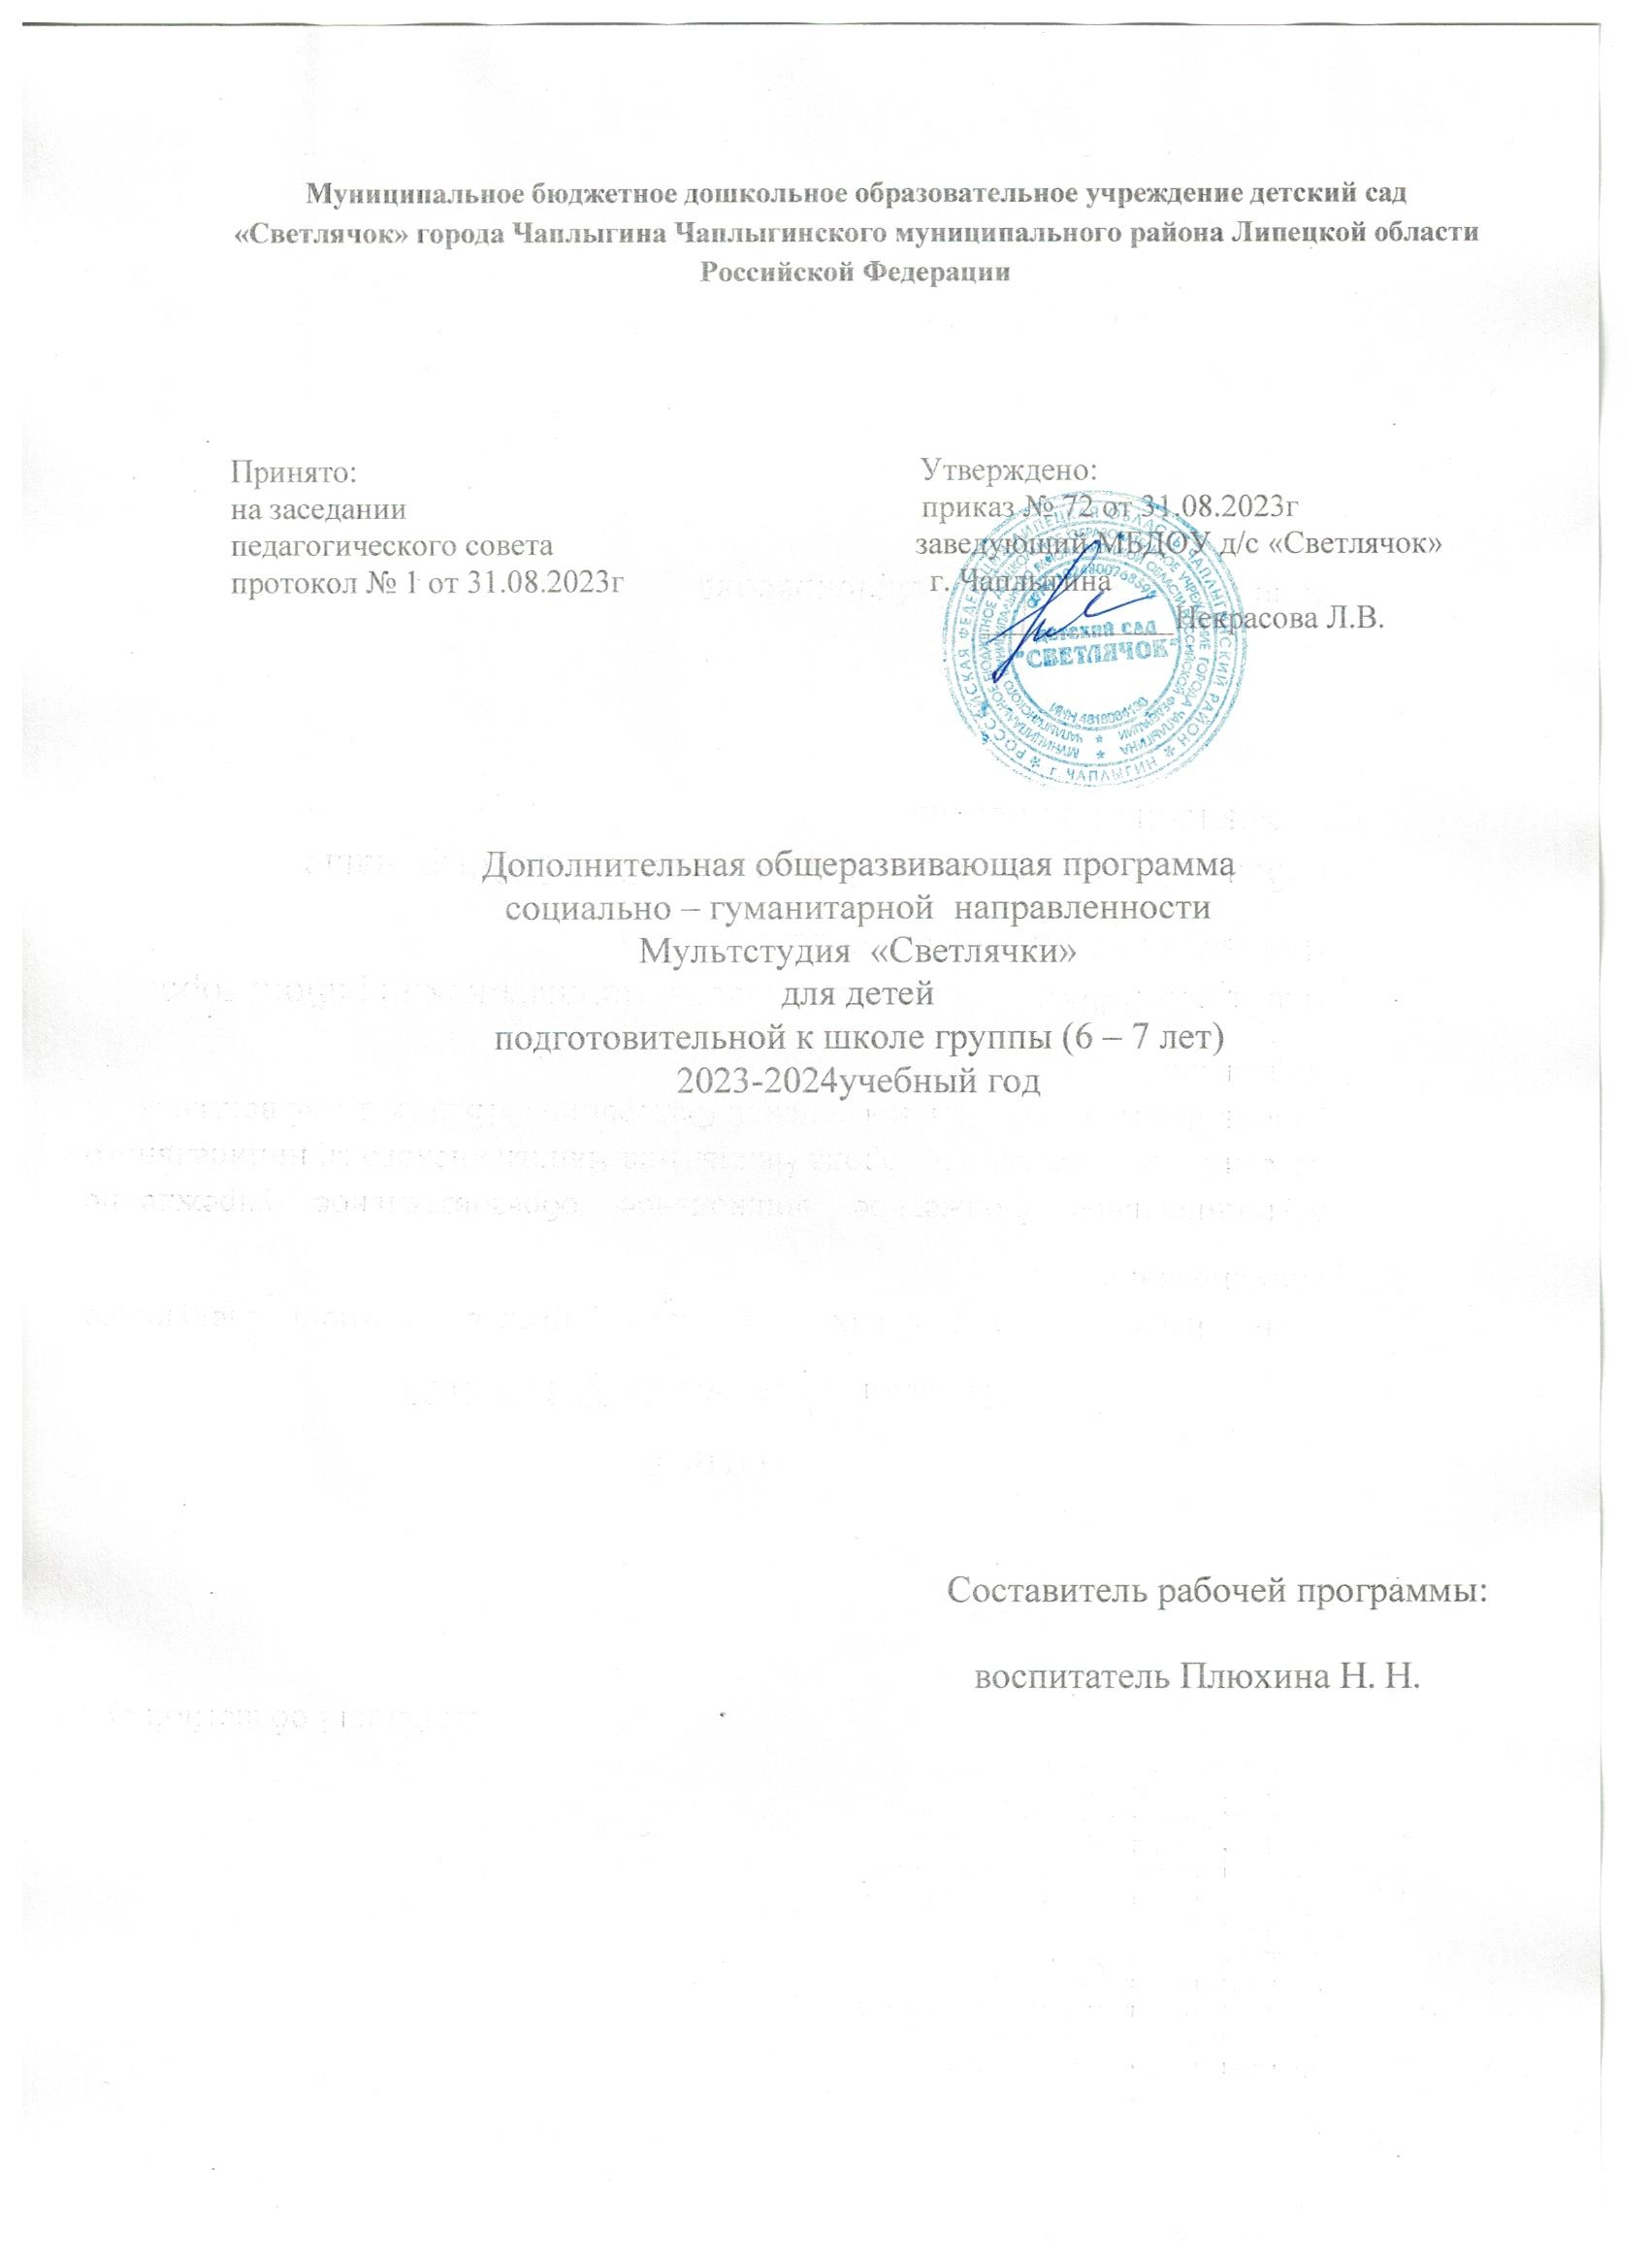 Муниципальное бюджетное дошкольное образовательное учреждение детский сад
«Светлячок» города Чаплыгина Чаплыгинского муниципального района Липецкой области
Российской Федерации
Принято:
на заседании
педагогического совета
протокол № 1 от 31.08.2023г
Утверждено:
приказ № 72 от 31.08.2023г
заведующий МБДОУ д/с «Светлячок»
г. Чаплыгина
Некрасова Л.В.
ДЕТСКИЙ САД
"СВЕТЛЯЧОК"
Дополнительная общеразвивающая программа
социально – гуманитарной направленности
Мультстудия «Светлячки»
для детей
подготовительной к школе группы (6 – 7 лет)
2023-2024учебный год
Составитель рабочей программы:
воспитатель Плюхина Н. Н.